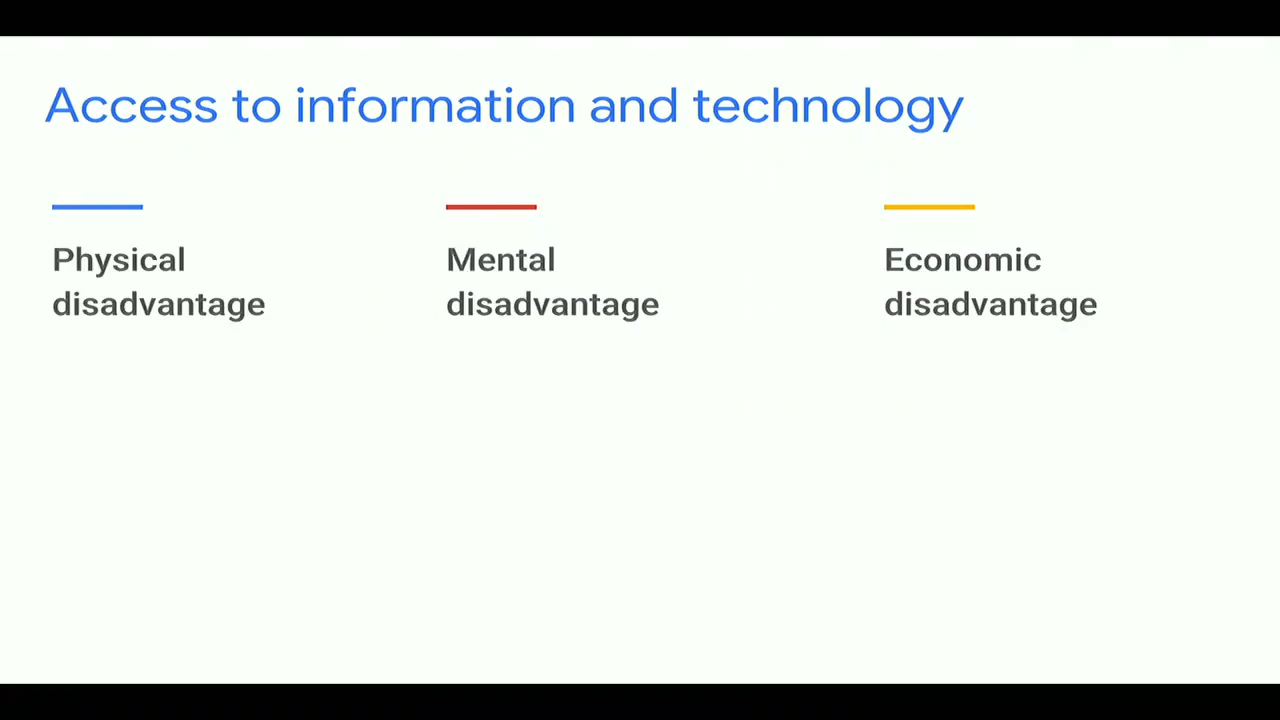 Access to information and technology
Physical
disadvantage
Mental
disadvantage
Economic
disadvantage